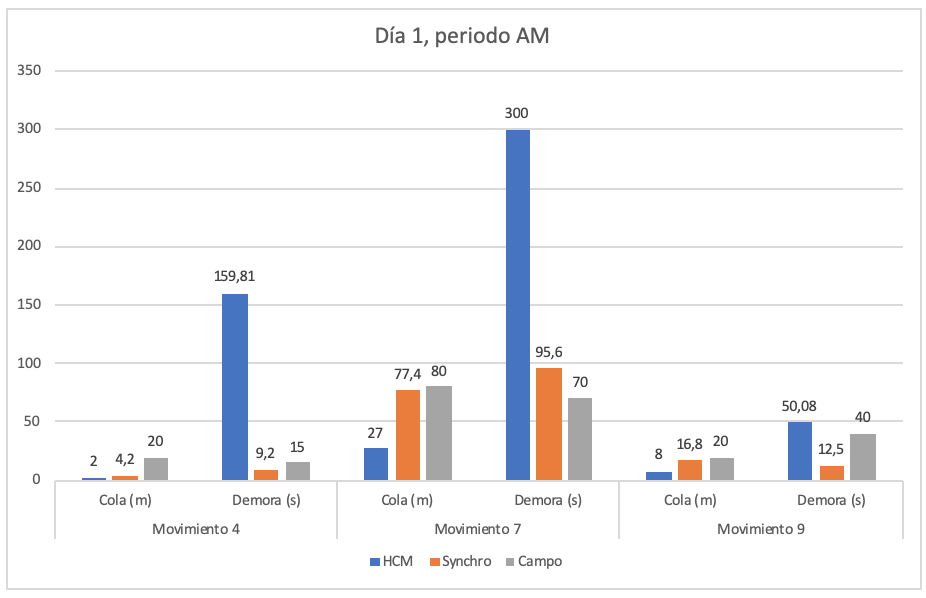 Día 1, periodo AM
350
300
250
200
150
100
50
0
2
4,2
20
159,81
9,2
15
27
77,4
80
300
95,6
70
8
16,8
20
50,08
12,5
40
Cola (m)
Demora (s)
Cola (m)
Demora (s)
Cola (m)
Demora (s)
Movimiento 4
Movimiento 7
Movimiento 9
HCM
Synchro
Campo